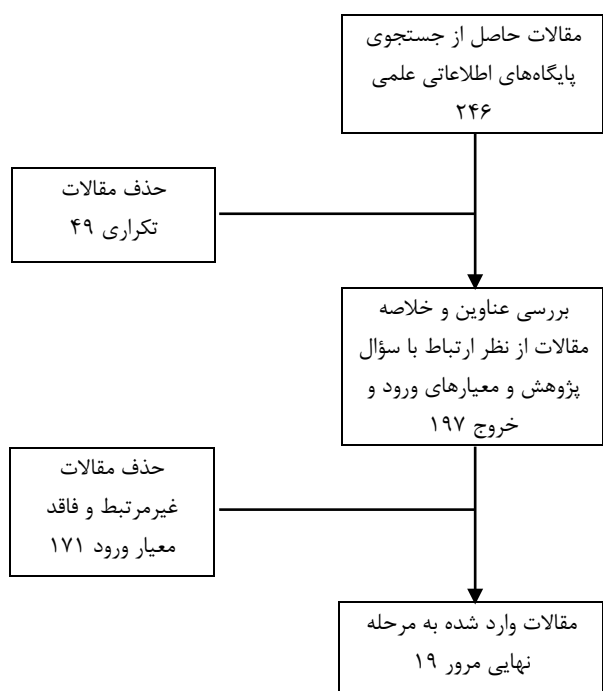 مقالات حاصل از جستجوی
پایگاه‌های اطلاعاتی علمی
۲۴۶
حذف مقالات
تکراری ۴۹
بررسی عناوین و خلاصه
مقالات از نظر ارتباط با سؤال
پژوهش و معیارهای ورود و
خروج ۱۹۷
حذف مقالات
غیرمرتبط و فاقد
معیار ورود ۱۷۱
مقالات وارد شده به مرحله
نهایی مرور ۱۹